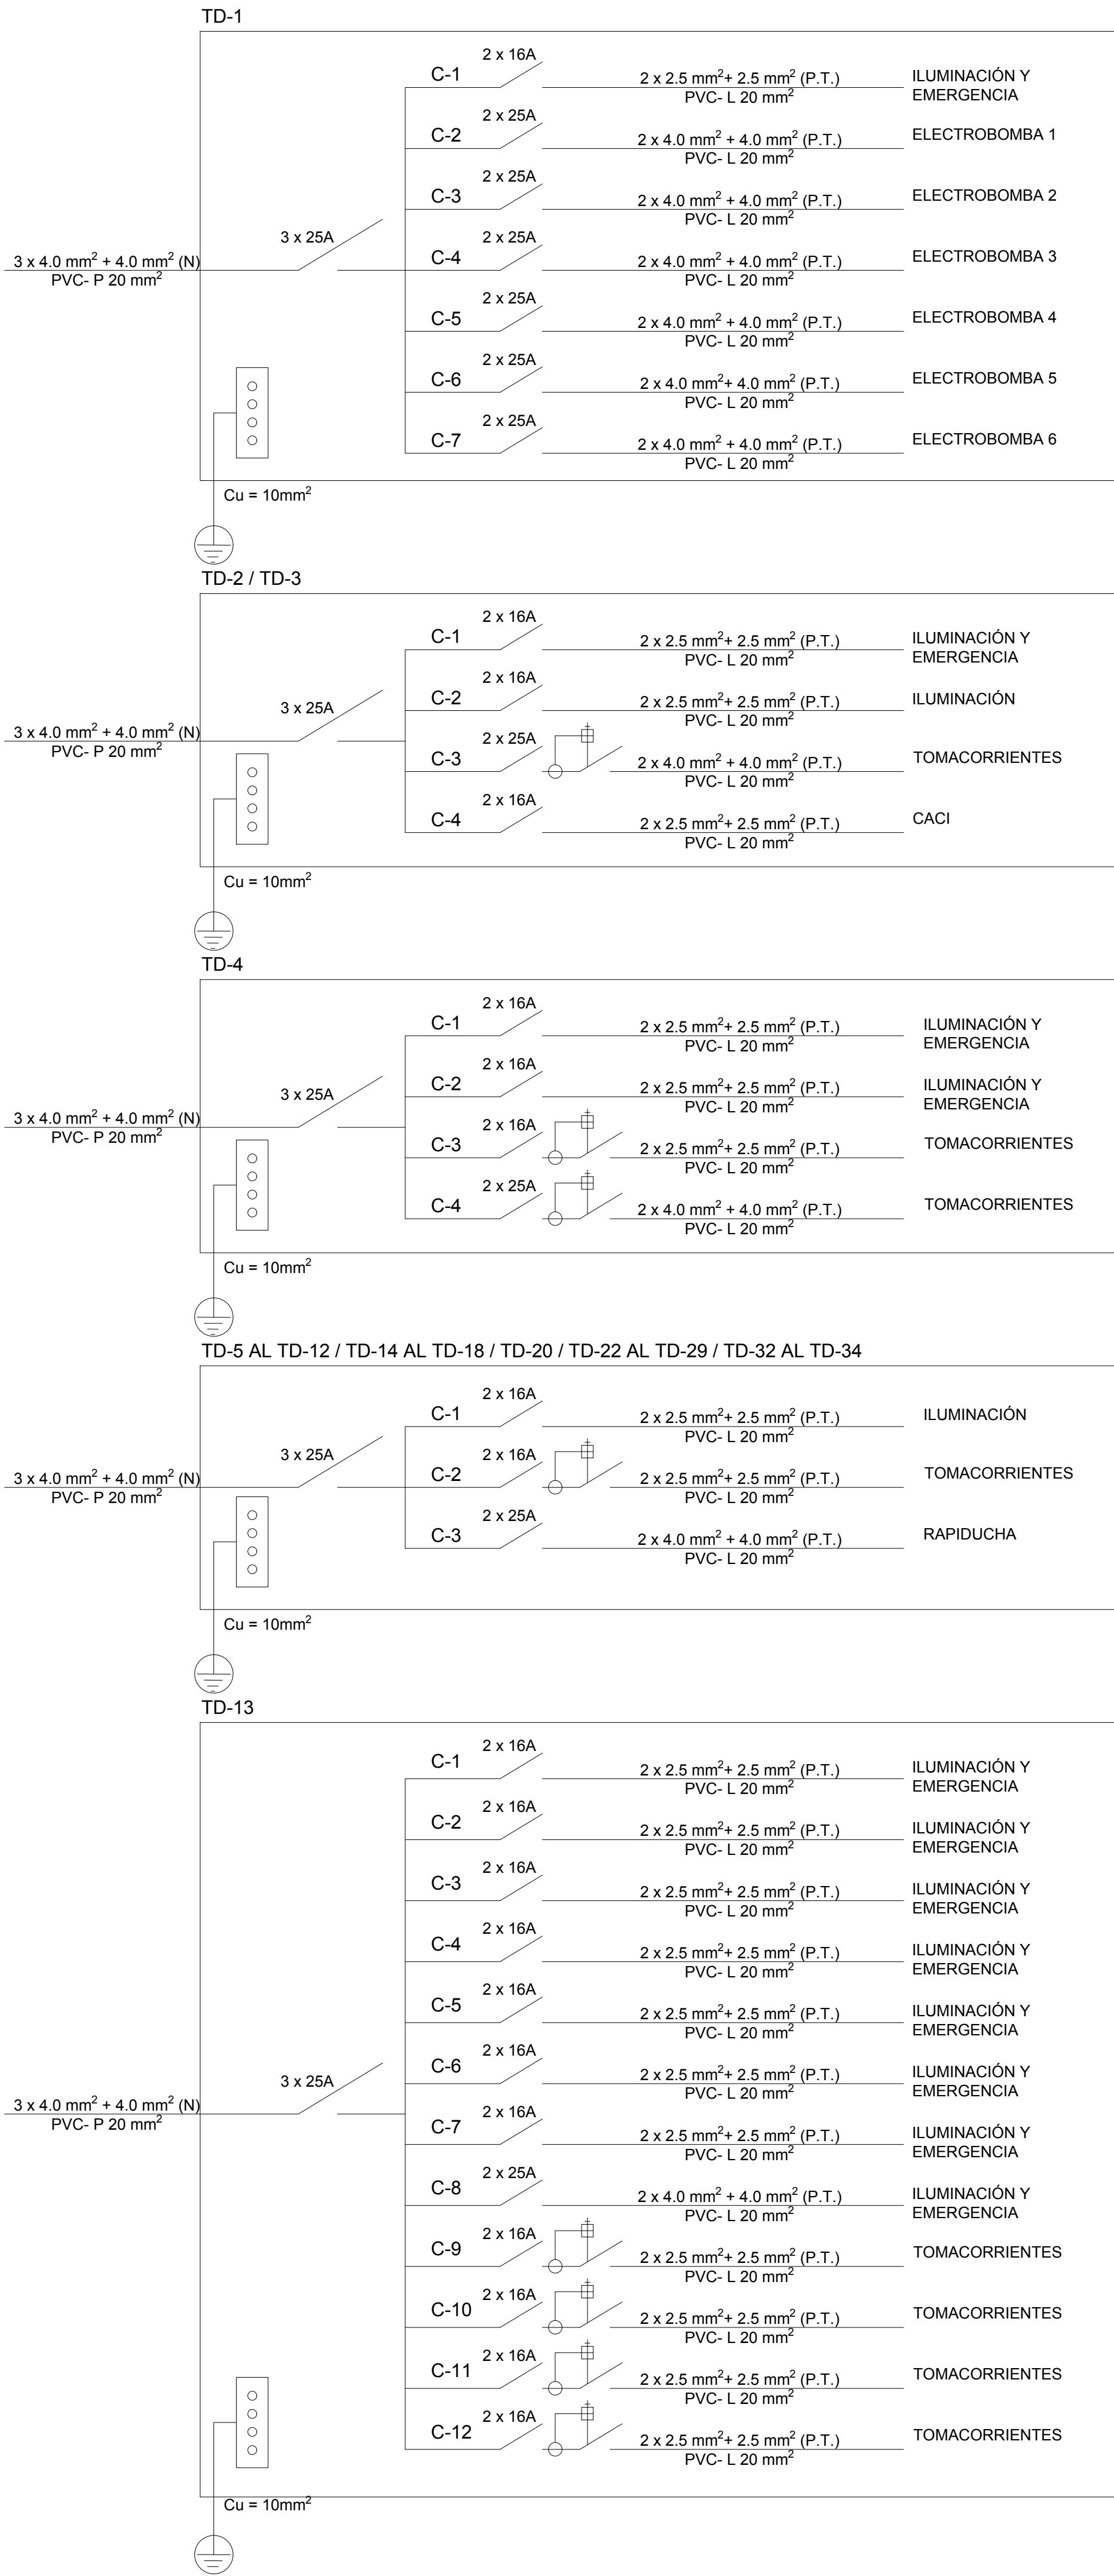 TD-1
3 x 4.0 mm² + 4.0 mm² (N)
PVC- P 20 mm²
3 x 25A
C-1
2 x 16A
2 x 2.5 mm²+ 2.5 mm² (P.T.)
PVC- L 20 mm²
ILUMINACIÓN Y
EMERGENCIA
C-2
2 x 25A
2 x 4.0 mm² + 4.0 mm² (P.T.)
PVC- L 20 mm²
ELECTROBOMBA 1
C-3
2 x 25A
2 x 4.0 mm² + 4.0 mm² (P.T.)
PVC- L 20 mm²
ELECTROBOMBA 2
C-4
2 x 25A
2 x 4.0 mm² + 4.0 mm² (P.T.)
PVC- L 20 mm²
ELECTROBOMBA 3
C-5
2 x 25A
2 x 4.0 mm² + 4.0 mm² (P.T.)
PVC- L 20 mm²
ELECTROBOMBA 4
C-6
2 x 25A
2 x 4.0 mm²+ 4.0 mm² (P.T.)
PVC- L 20 mm²
ELECTROBOMBA 5
C-7
2 x 25A
2 x 4.0 mm² + 4.0 mm² (P.T.)
PVC- L 20 mm²
ELECTROBOMBA 6
Cu = 10mm²
TD-2 / TD-3
3 x 4.0 mm² + 4.0 mm² (N)
PVC- P 20 mm²
3 x 25A
C-1
2 x 16A
2 x 2.5 mm²+ 2.5 mm² (P.T.)
PVC- L 20 mm²
ILUMINACIÓN Y
EMERGENCIA
C-2
2 x 16A
2 x 2.5 mm²+ 2.5 mm² (P.T.)
PVC- L 20 mm²
ILUMINACIÓN
C-3
2 x 25A
2 x 4.0 mm² + 4.0 mm² (P.T.)
PVC- L 20 mm²
TOMACORRIENTES
C-4
2 x 16A
2 x 2.5 mm²+ 2.5 mm² (P.T.)
PVC- L 20 mm²
CACI
Cu = 10mm²
TD-4
3 x 4.0 mm² + 4.0 mm² (N)
PVC- P 20 mm²
3 x 25A
C-1
2 x 16A
2 x 2.5 mm²+ 2.5 mm² (P.T.)
PVC- L 20 mm²
ILUMINACIÓN Y
EMERGENCIA
C-2
2 x 16A
2 x 2.5 mm²+ 2.5 mm² (P.T.)
PVC- L 20 mm²
ILUMINACIÓN Y
EMERGENCIA
C-3
2 x 16A
2 x 2.5 mm²+ 2.5 mm² (P.T.)
PVC- L 20 mm²
TOMACORRIENTES
C-4
2 x 25A
2 x 4.0 mm² + 4.0 mm² (P.T.)
PVC- L 20 mm²
TOMACORRIENTES
Cu = 10mm²
TD-5 AL TD-12 / TD-14 AL TD-18 / TD-20 / TD-22 AL TD-29 / TD-32 AL TD-34
3 x 4.0 mm² + 4.0 mm² (N)
PVC- P 20 mm²
3 x 25A
C-1
2 x 16A
2 x 2.5 mm²+ 2.5 mm² (P.T.)
PVC- L 20 mm²
ILUMINACIÓN
C-2
2 x 16A
2 x 2.5 mm²+ 2.5 mm² (P.T.)
PVC- L 20 mm²
TOMACORRIENTES
C-3
2 x 25A
2 x 4.0 mm² + 4.0 mm² (P.T.)
PVC- L 20 mm²
RAPIDUCHA
Cu = 10mm²
TD-13
3 x 4.0 mm² + 4.0 mm² (N)
PVC- P 20 mm²
3 x 25A
C-1
2 x 16A
2 x 2.5 mm²+ 2.5 mm² (P.T.)
PVC- L 20 mm²
ILUMINACIÓN Y
EMERGENCIA
C-2
2 x 16A
2 x 2.5 mm²+ 2.5 mm² (P.T.)
PVC- L 20 mm²
ILUMINACIÓN Y
EMERGENCIA
C-3
2 x 16A
2 x 2.5 mm²+ 2.5 mm² (P.T.)
PVC- L 20 mm²
ILUMINACIÓN Y
EMERGENCIA
C-4
2 x 16A
2 x 2.5 mm²+ 2.5 mm² (P.T.)
PVC- L 20 mm²
ILUMINACIÓN Y
EMERGENCIA
C-5
2 x 16A
2 x 2.5 mm²+ 2.5 mm² (P.T.)
PVC- L 20 mm²
ILUMINACIÓN Y
EMERGENCIA
C-6
2 x 16A
2 x 2.5 mm²+ 2.5 mm² (P.T.)
PVC- L 20 mm²
ILUMINACIÓN Y
EMERGENCIA
C-7
2 x 16A
2 x 2.5 mm²+ 2.5 mm² (P.T.)
PVC- L 20 mm²
ILUMINACIÓN Y
EMERGENCIA
C-8
2 x 25A
2 x 4.0 mm² + 4.0 mm² (P.T.)
PVC- L 20 mm²
ILUMINACIÓN Y
EMERGENCIA
C-9
2 x 16A
2 x 2.5 mm²+ 2.5 mm² (P.T.)
PVC- L 20 mm²
TOMACORRIENTES
C-10
2 x 16A
2 x 2.5 mm²+ 2.5 mm² (P.T.)
PVC- L 20 mm²
TOMACORRIENTES
C-11
2 x 16A
2 x 2.5 mm²+ 2.5 mm² (P.T.)
PVC- L 20 mm²
TOMACORRIENTES
C-12
2 x 16A
2 x 2.5 mm²+ 2.5 mm² (P.T.)
PVC- L 20 mm²
TOMACORRIENTES
Cu = 10mm²